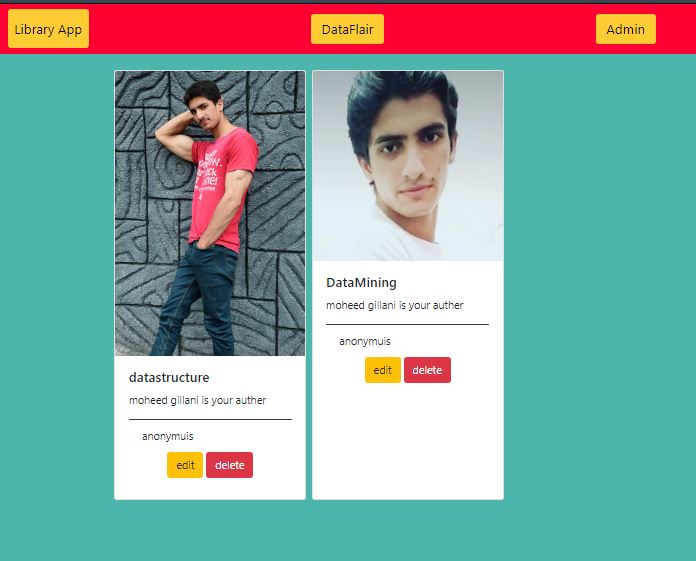 Library App
DataFlair
Admin
datastructure
moheed gillani is your auther
anonymuis
edit
delete
DataMining
moheed gillani is your auther
anonymuis
edit
delete